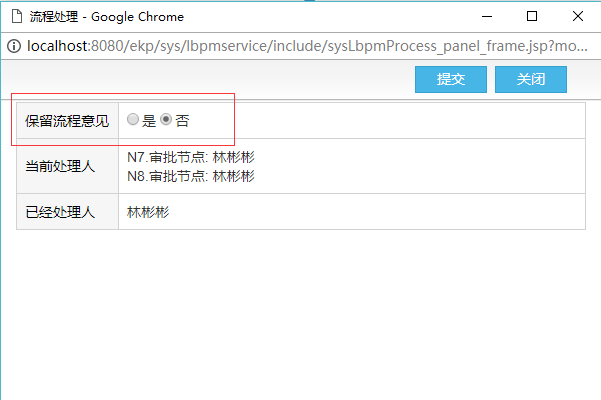 流程处理 - Google Chrome
localhost:8080/ekp/sys/lbpmservice/include/sysLbpmProcess_panel_frame.jsp?mo...
提交 关闭
保留流程意见 是 否
当前处理人 N7.审批节点: 林彬彬
N8.审批节点: 林彬彬
已经处理人 林彬彬